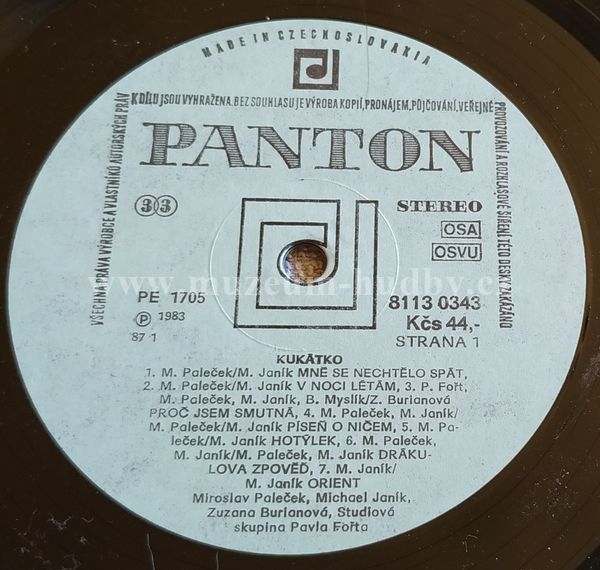 MADE IN CZECHOSLOVAKIA
VŠECHNA PRÁVA VÝROBCE A VLASTNÍKŮ AUTORSKÝCH PRÁV
K DÍLU JSOU VYHRAŽENA. BEZ SOUHLASU JE VÝROBA KOPIÍ, PRONÁJEM, PŮJČOVÁNÍ, VEŘEJNÉ
PROVOZOVÁNÍ A ROZHLASOVÉ ŠÍŘENÍ TÉTO DESKY ZAKÁZÁNO
PANTON
33
STEREO
OSA
OSVU
www.muzeum-hudby.c
PE 1705
Ⓟ 1983
87 1
8113 0343
Kčs 44,-
STRANA 1
KUKÁTKO
1. M. Paleček/M. Janík MNĚ SE NECHTĚLO SPÁT,
2. M. Paleček/M. Janík V NOCI LÉTÁM, 3. P. Fořt,
M. Paleček, M. Janík, B. Myslík/Z. Burianová
PROČ JSEM SMUTNÁ, 4. M. Paleček, M. Janík/
M. Paleček/M. Janík PÍSEŇ O NIČEM, 5. M. Pa-
leček/M. Janík HOTÝLEK, 6. M. Paleček,
M. Janík/M. Paleček, M. Janík DRÁKU-
LOVA ZPOVĚĎ, 7. M. Janík/
M. Janík ORIENT
Miroslav Paleček, Michael Janík,
Zuzana Burianová, Studiová
skupina Pavla Fořta